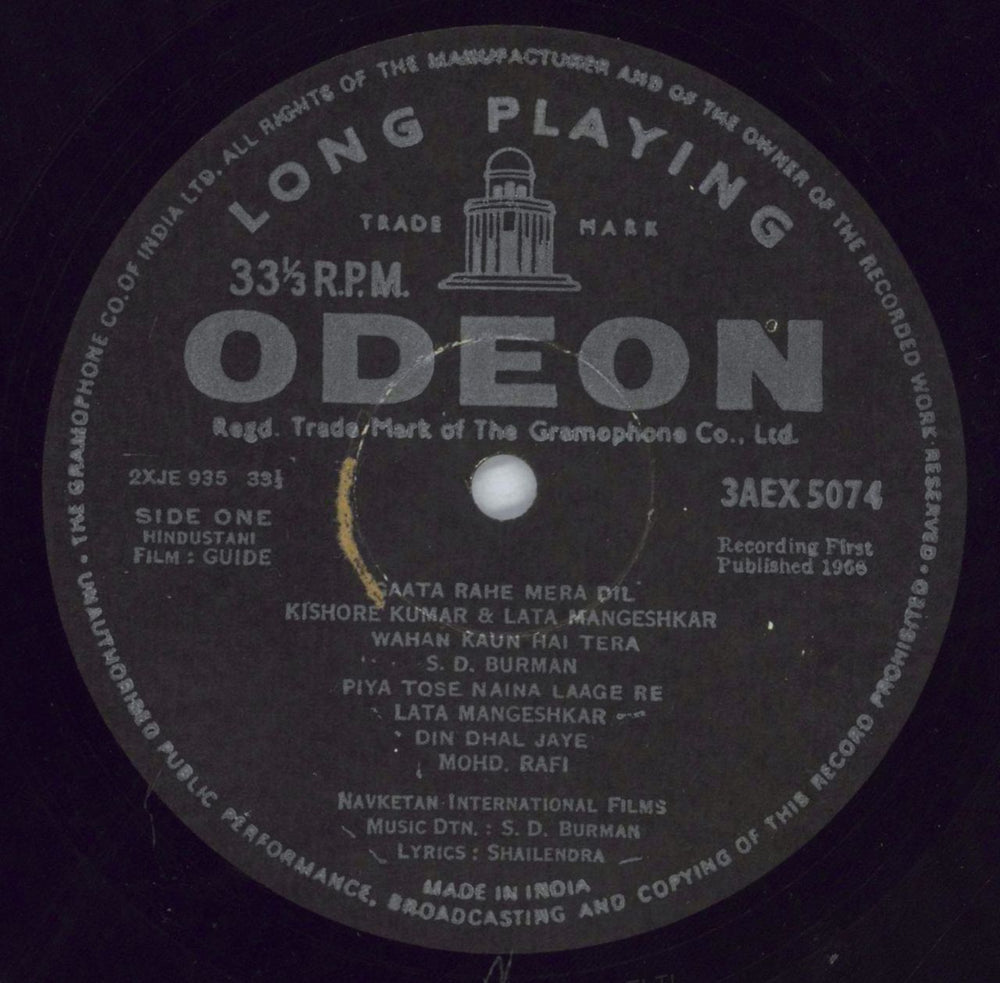 THE GRAMOPHONE CO. OF INDIA LTD. ALL RIGHTS OF THE MANUFACTURER AND OF THE OWNER OF THE RECORDED WORK RESERVED
LONG PLAYING
TRADE MARK
33⅓ R.P.M.
ODEON
Regd. Trade Mark of The Gramophone Co., Ltd.
2XJE 935 33⅓
3AEX 5074
SIDE ONE
HINDUSTANI
FILM : GUIDE
Recording First
Published 1966
GAATA RAHE MERA DIL
KISHORE KUMAR & LATA MANGESHKAR
WAHAN KAUN HAI TERA
S. D. BURMAN
PIYA TOSE NAINA LAAGE RE
LATA MANGESHKAR
DIN DHAL JAYE
MOHD. RAFI
NAVKETAN INTERNATIONAL FILMS
MUSIC DTN. : S. D. BURMAN
LYRICS : SHAILENDRA
MADE IN INDIA
UNAUTHORISED PUBLIC PERFORMANCE, BROADCASTING AND COPYING OF THIS RECORD PROHIBITED